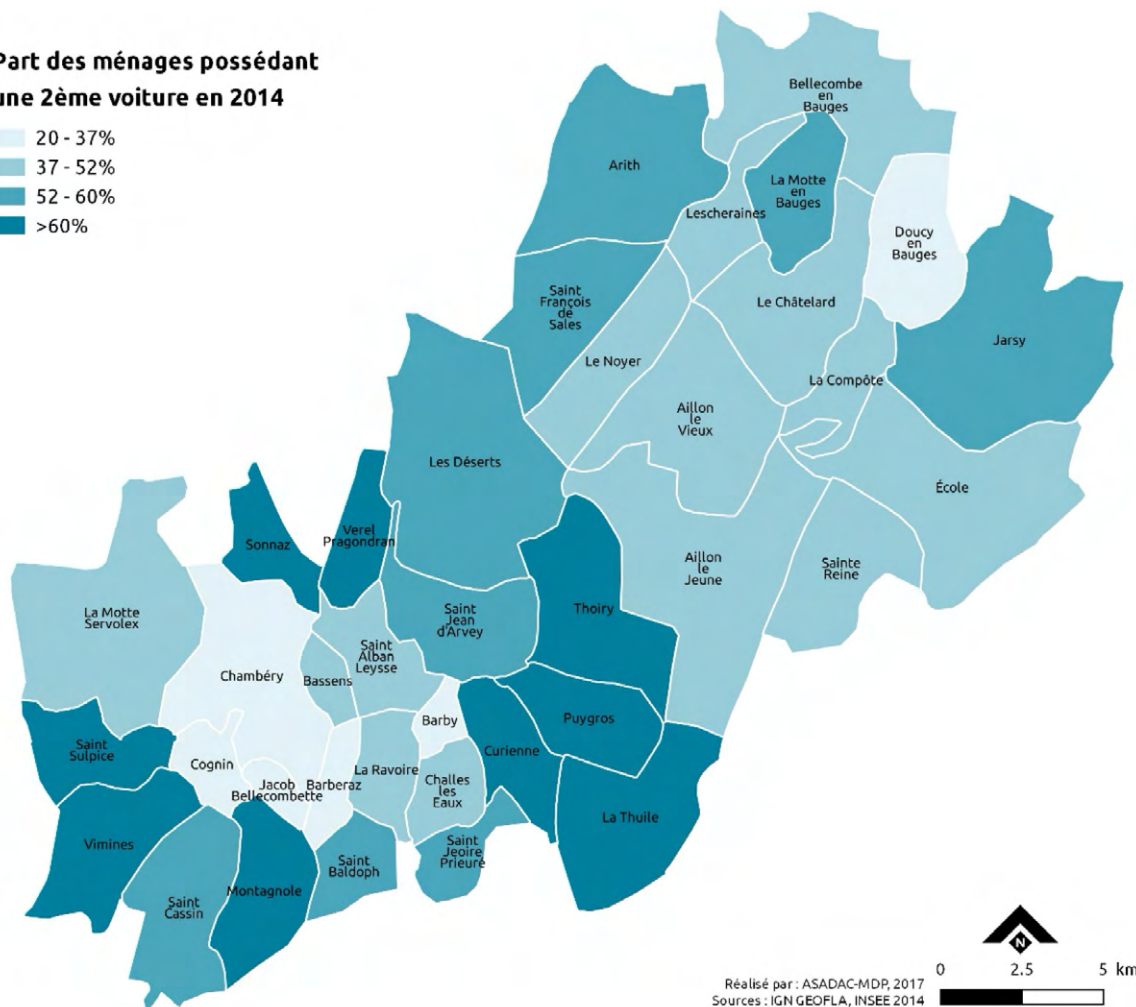 Part des ménages possédant
une 2ème voiture en 2014
20 - 37%
37 - 52%
52 - 60%
>60%
Bellecombe
en
Bauges
Arith
La Motte
en
Bauges
Lescheraines
Doucy
en
Bauges
Saint
François
de
Sales
Le Châtelard
Jarsy
Le Noyer
La Compôte
Aillon
le
Vieux
Les Déserts
École
Sonnaz
Verel
Pragondran
Aillon
le
Jeune
Sainte
Reine
La Motte
Servolex
Thoiry
Saint
Jean
d'Arvey
Saint
Alban
Leysse
Chambéry
Bassens
Barby
Puygros
Saint
Sulpice
Curienne
Cognin
La Ravoire
Jacob
Bellecombette
Barberaz
Challes
les
Eaux
La Thuile
Vimines
Saint
Jeoire
Prieuré
Saint
Baldoph
Montagnole
Saint
Cassin
N
0 2.5 5 km
Réalisé par : ASADAC-MDP, 2017
Sources : IGN GEOFLA, INSEE 2014